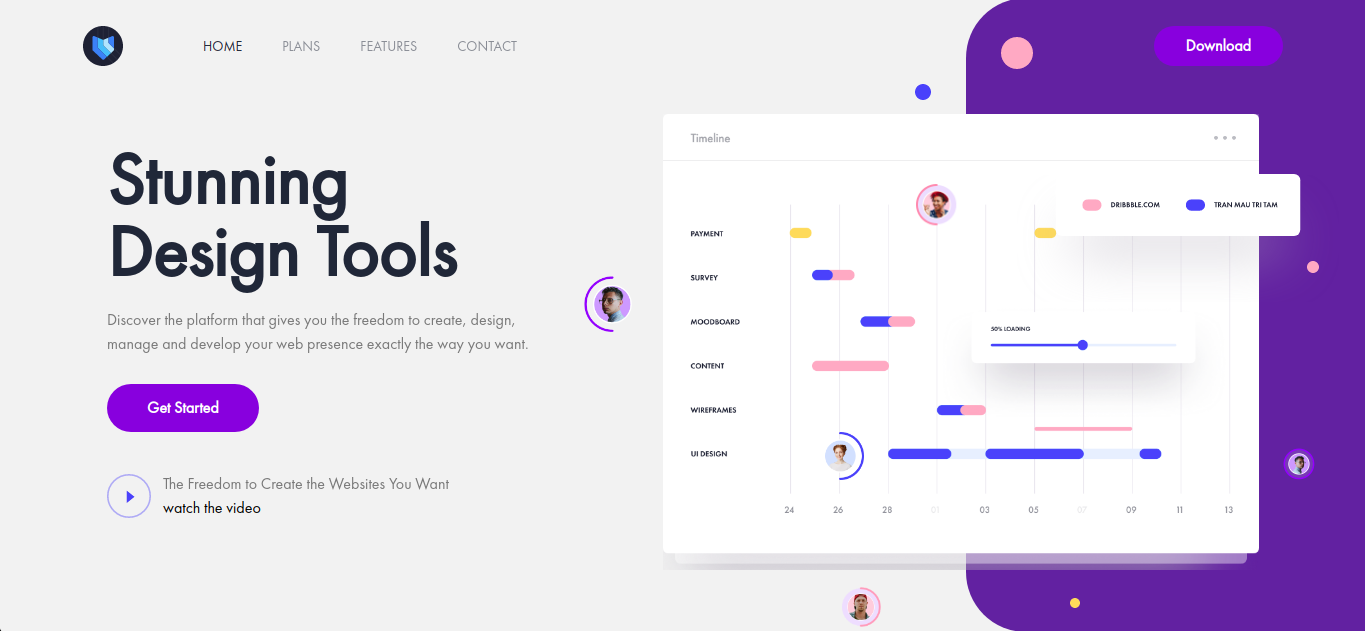 HOME PLANS FEATURES CONTACT Download
Stunning
Design Tools
Discover the platform that gives you the freedom to create, design,
manage and develop your web presence exactly the way you want.
Get Started
The Freedom to Create the Websites You Want
watch the video
Timeline
DRIBBBLE.COM TRAN MAU TRI TAM
PAYMENT
SURVEY
MOODBOARD
50% LOADING
CONTENT
WIREFRAMES
UI DESIGN
24 26 28 01 03 05 07 09 11 13